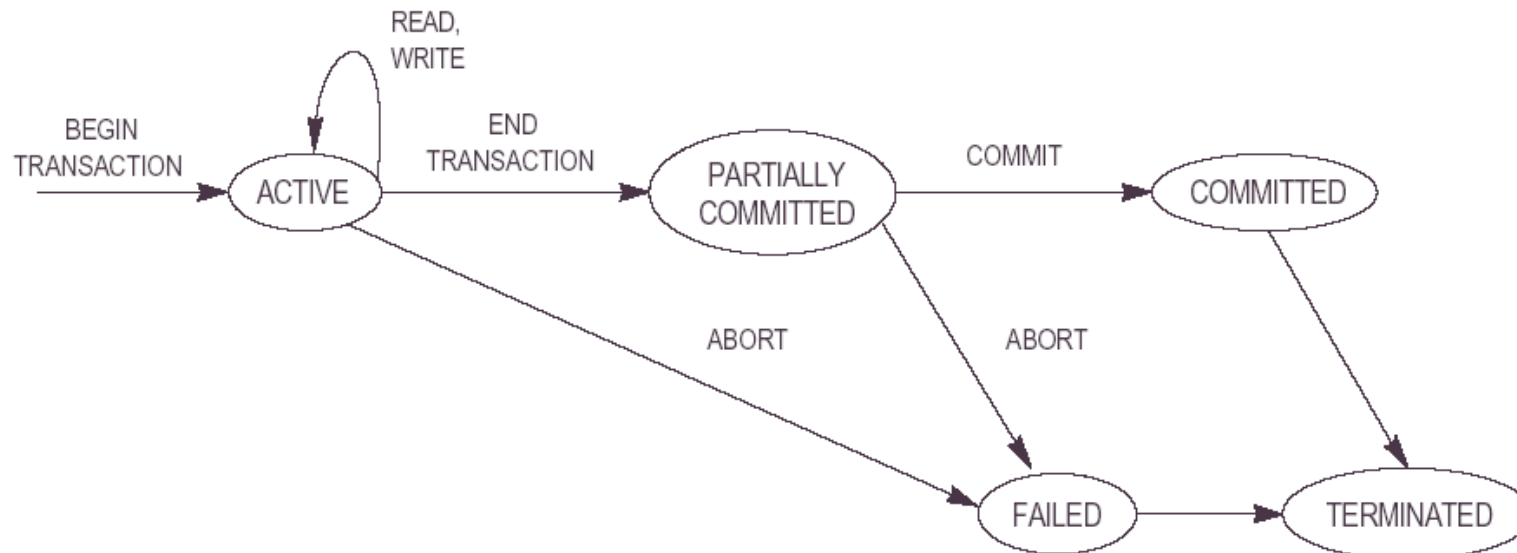 READ,
WRITE
BEGIN
TRANSACTION
END
TRANSACTION
ACTIVE
PARTIALLY
COMMITTED
COMMIT
COMMITTED
ABORT
ABORT
FAILED
TERMINATED